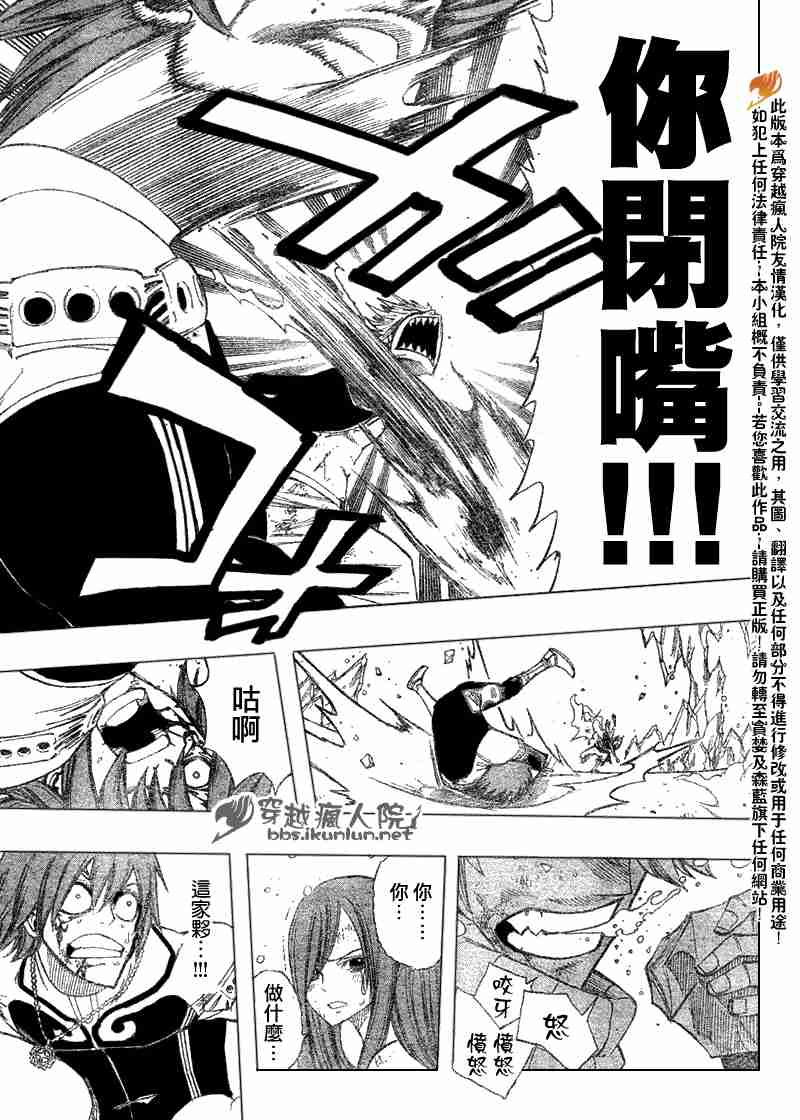 你閉嘴!!!
咕啊
怒
憤怒
咬牙
憤怒
你…
你…
做什麼…
這家夥…!!!
穿越瘋人院
bbs.ikunlun.net
此版本爲穿越瘋人院友情漢化，僅供學習交流之用，其圖、翻譯以及任何部分不得進行修改或用于任何商業用途！
如犯上任何法律責任，本小組概不負責。若您喜歡此作品，請購買正版！請勿轉至貪婪及森藍旗下任何網站！